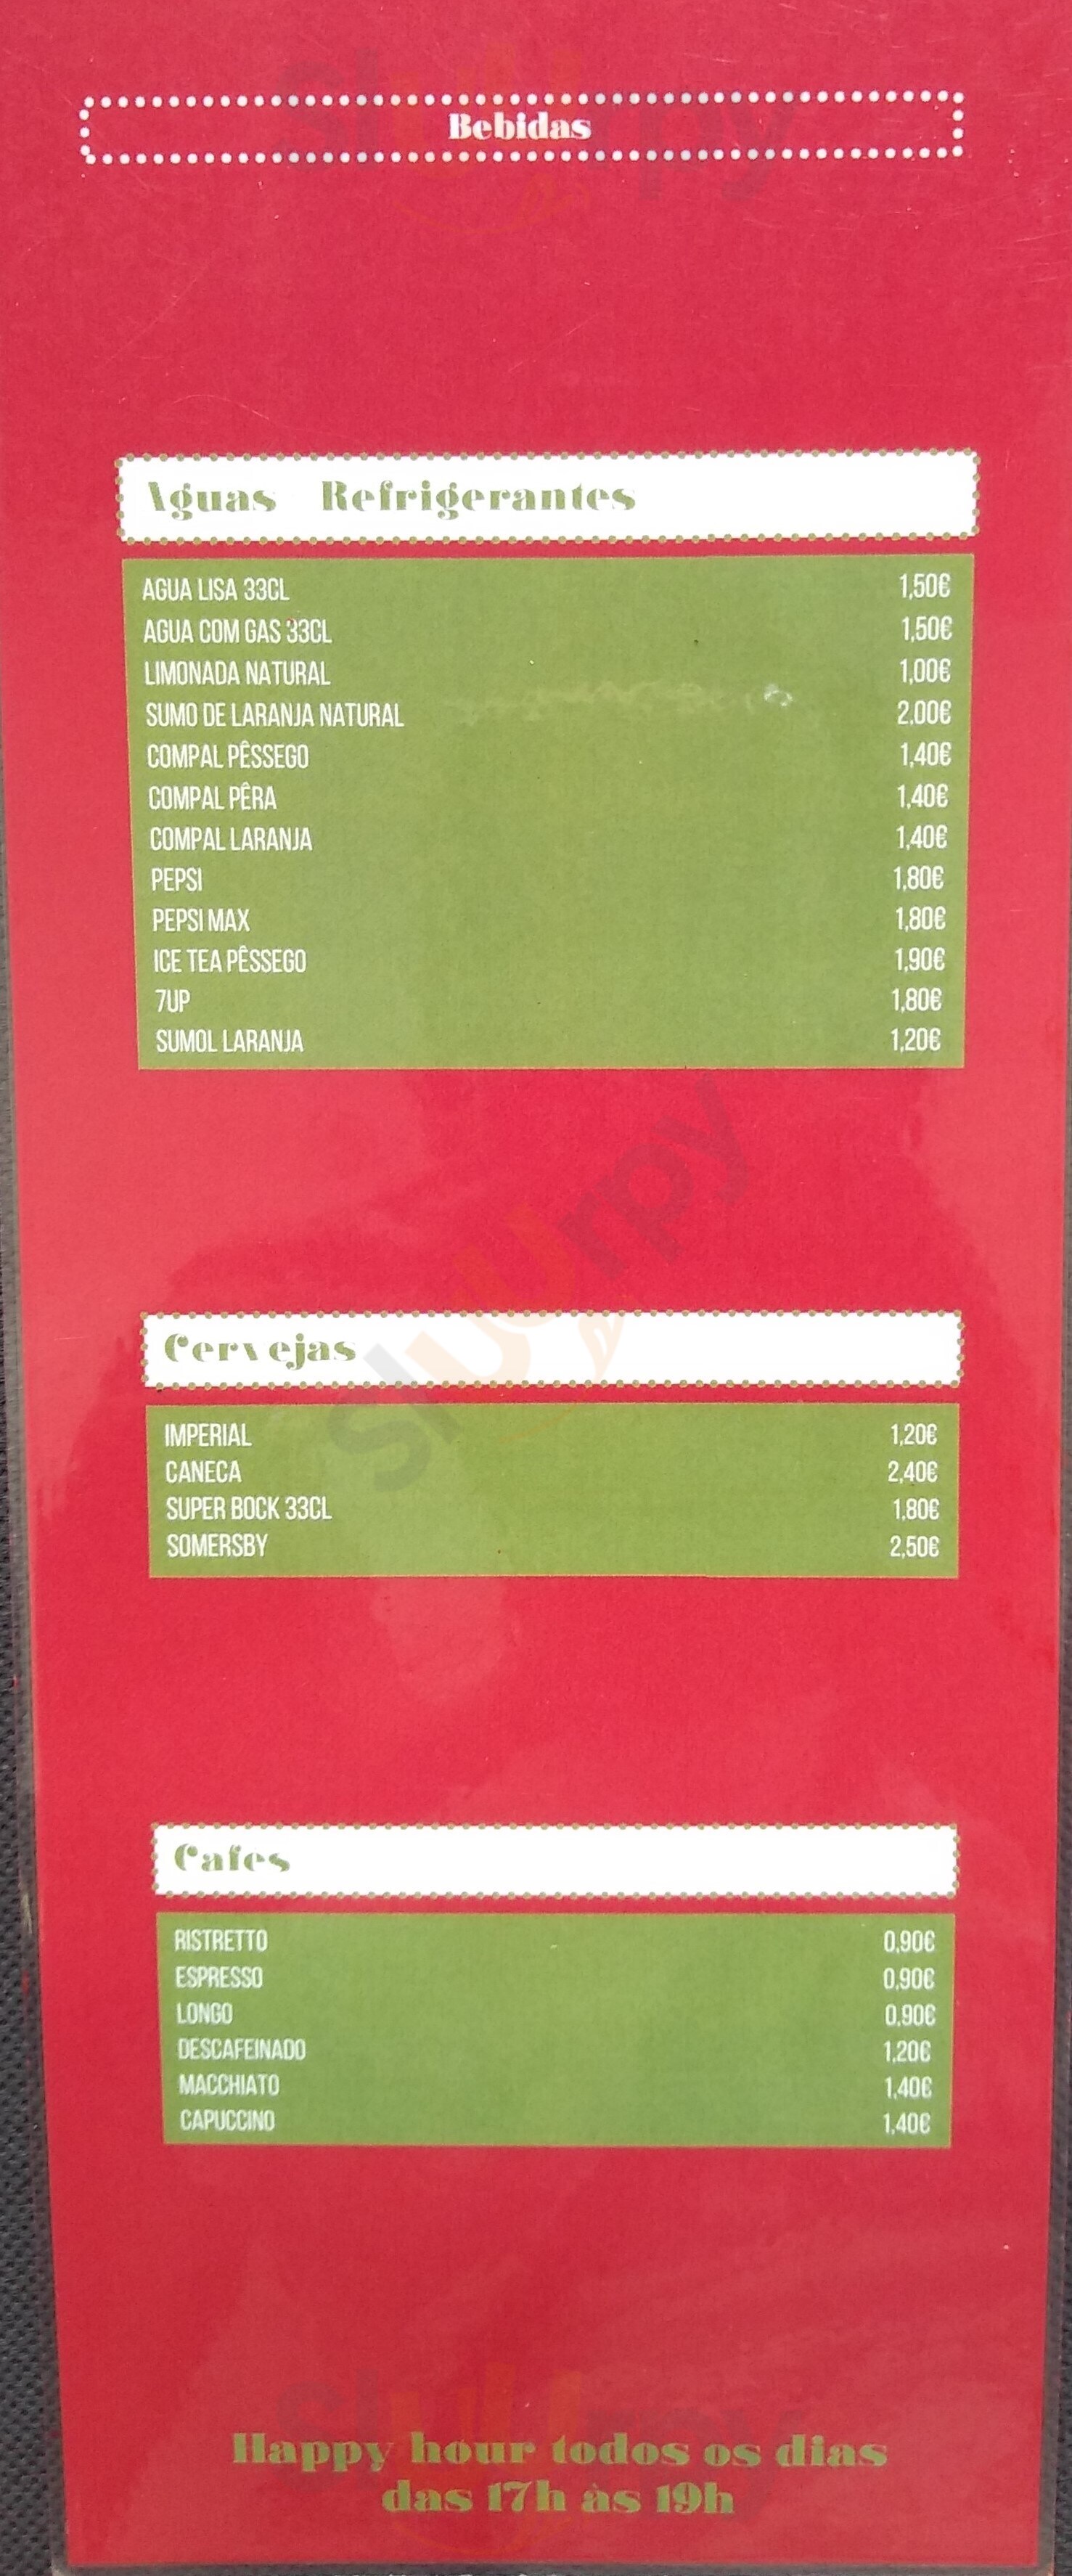 Bebidas
Aguas Refrigerantes
AGUA LISA 33CL 1,50€
AGUA COM GAS 33CL 1,50€
LIMONADA NATURAL 1,00€
SUMO DE LARANJA NATURAL 2,00€
COMPAL PÊSSEGO 1,40€
COMPAL PÊRA 1,40€
COMPAL LARANJA 1,40€
PEPSI 1,80€
PEPSI MAX 1,80€
ICE TEA PÊSSEGO 1,90€
7UP 1,80€
SUMOL LARANJA 1,20€
Cervejas
IMPERIAL 1,20€
CANECA 2,40€
SUPER BOCK 33CL 1,80€
SOMERSBY 2,50€
Cafes
RISTRETTO 0,90€
ESPRESSO 0,90€
LONGO 0,90€
DESCAFEINADO 1,20€
MACCHIATO 1,40€
CAPUCCINO 1,40€
Happy hour todos os dias
das 17h às 19h
sluurpy
sluurpy
sluurpy